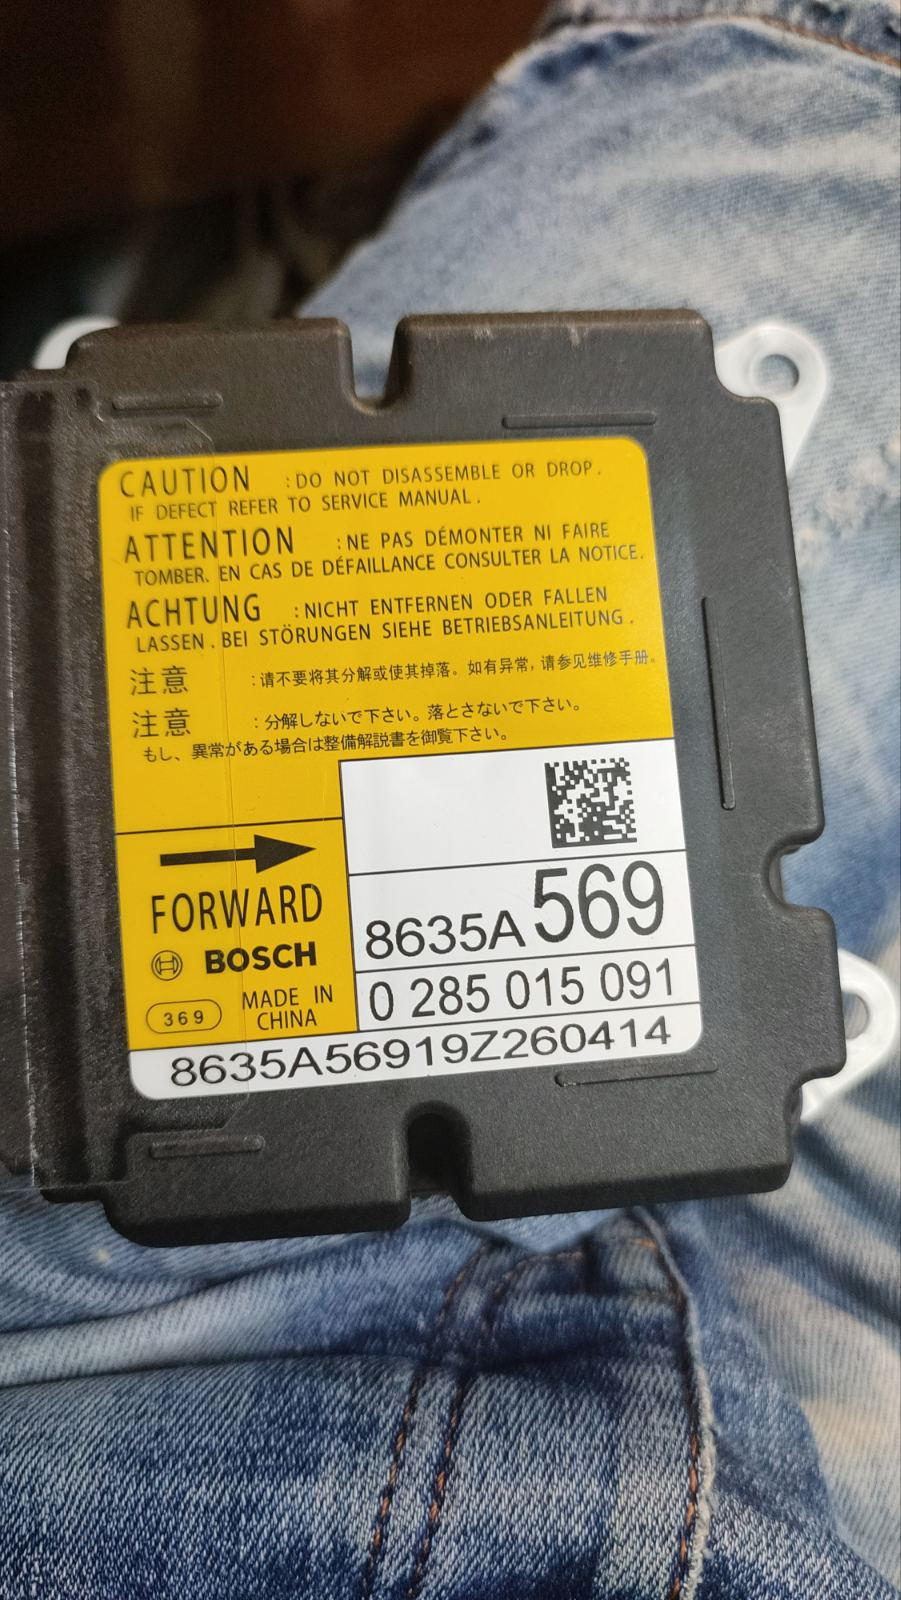 CAUTION :DO NOT DISASSEMBLE OR DROP.
IF DEFECT REFER TO SERVICE MANUAL.
ATTENTION :NE PAS DÉMONTER NI FAIRE
TOMBER. EN CAS DE DÉFAILLANCE CONSULTER LA NOTICE.
ACHTUNG :NICHT ENTFERNEN ODER FALLEN
LASSEN. BEI STÖRUNGEN SIEHE BETRIEBSANLEITUNG.
注意 :请不要将其分解或使其掉落。如有异常,请参见维修手册.
注意 :分解しないで下さい。落とさないで下さい。
もし、異常がある場合は整備解説書を御覧下さい。
FORWARD
BOSCH
369 MADE IN
CHINA
8635A569
0 285 015 091
8635A56919Z260414